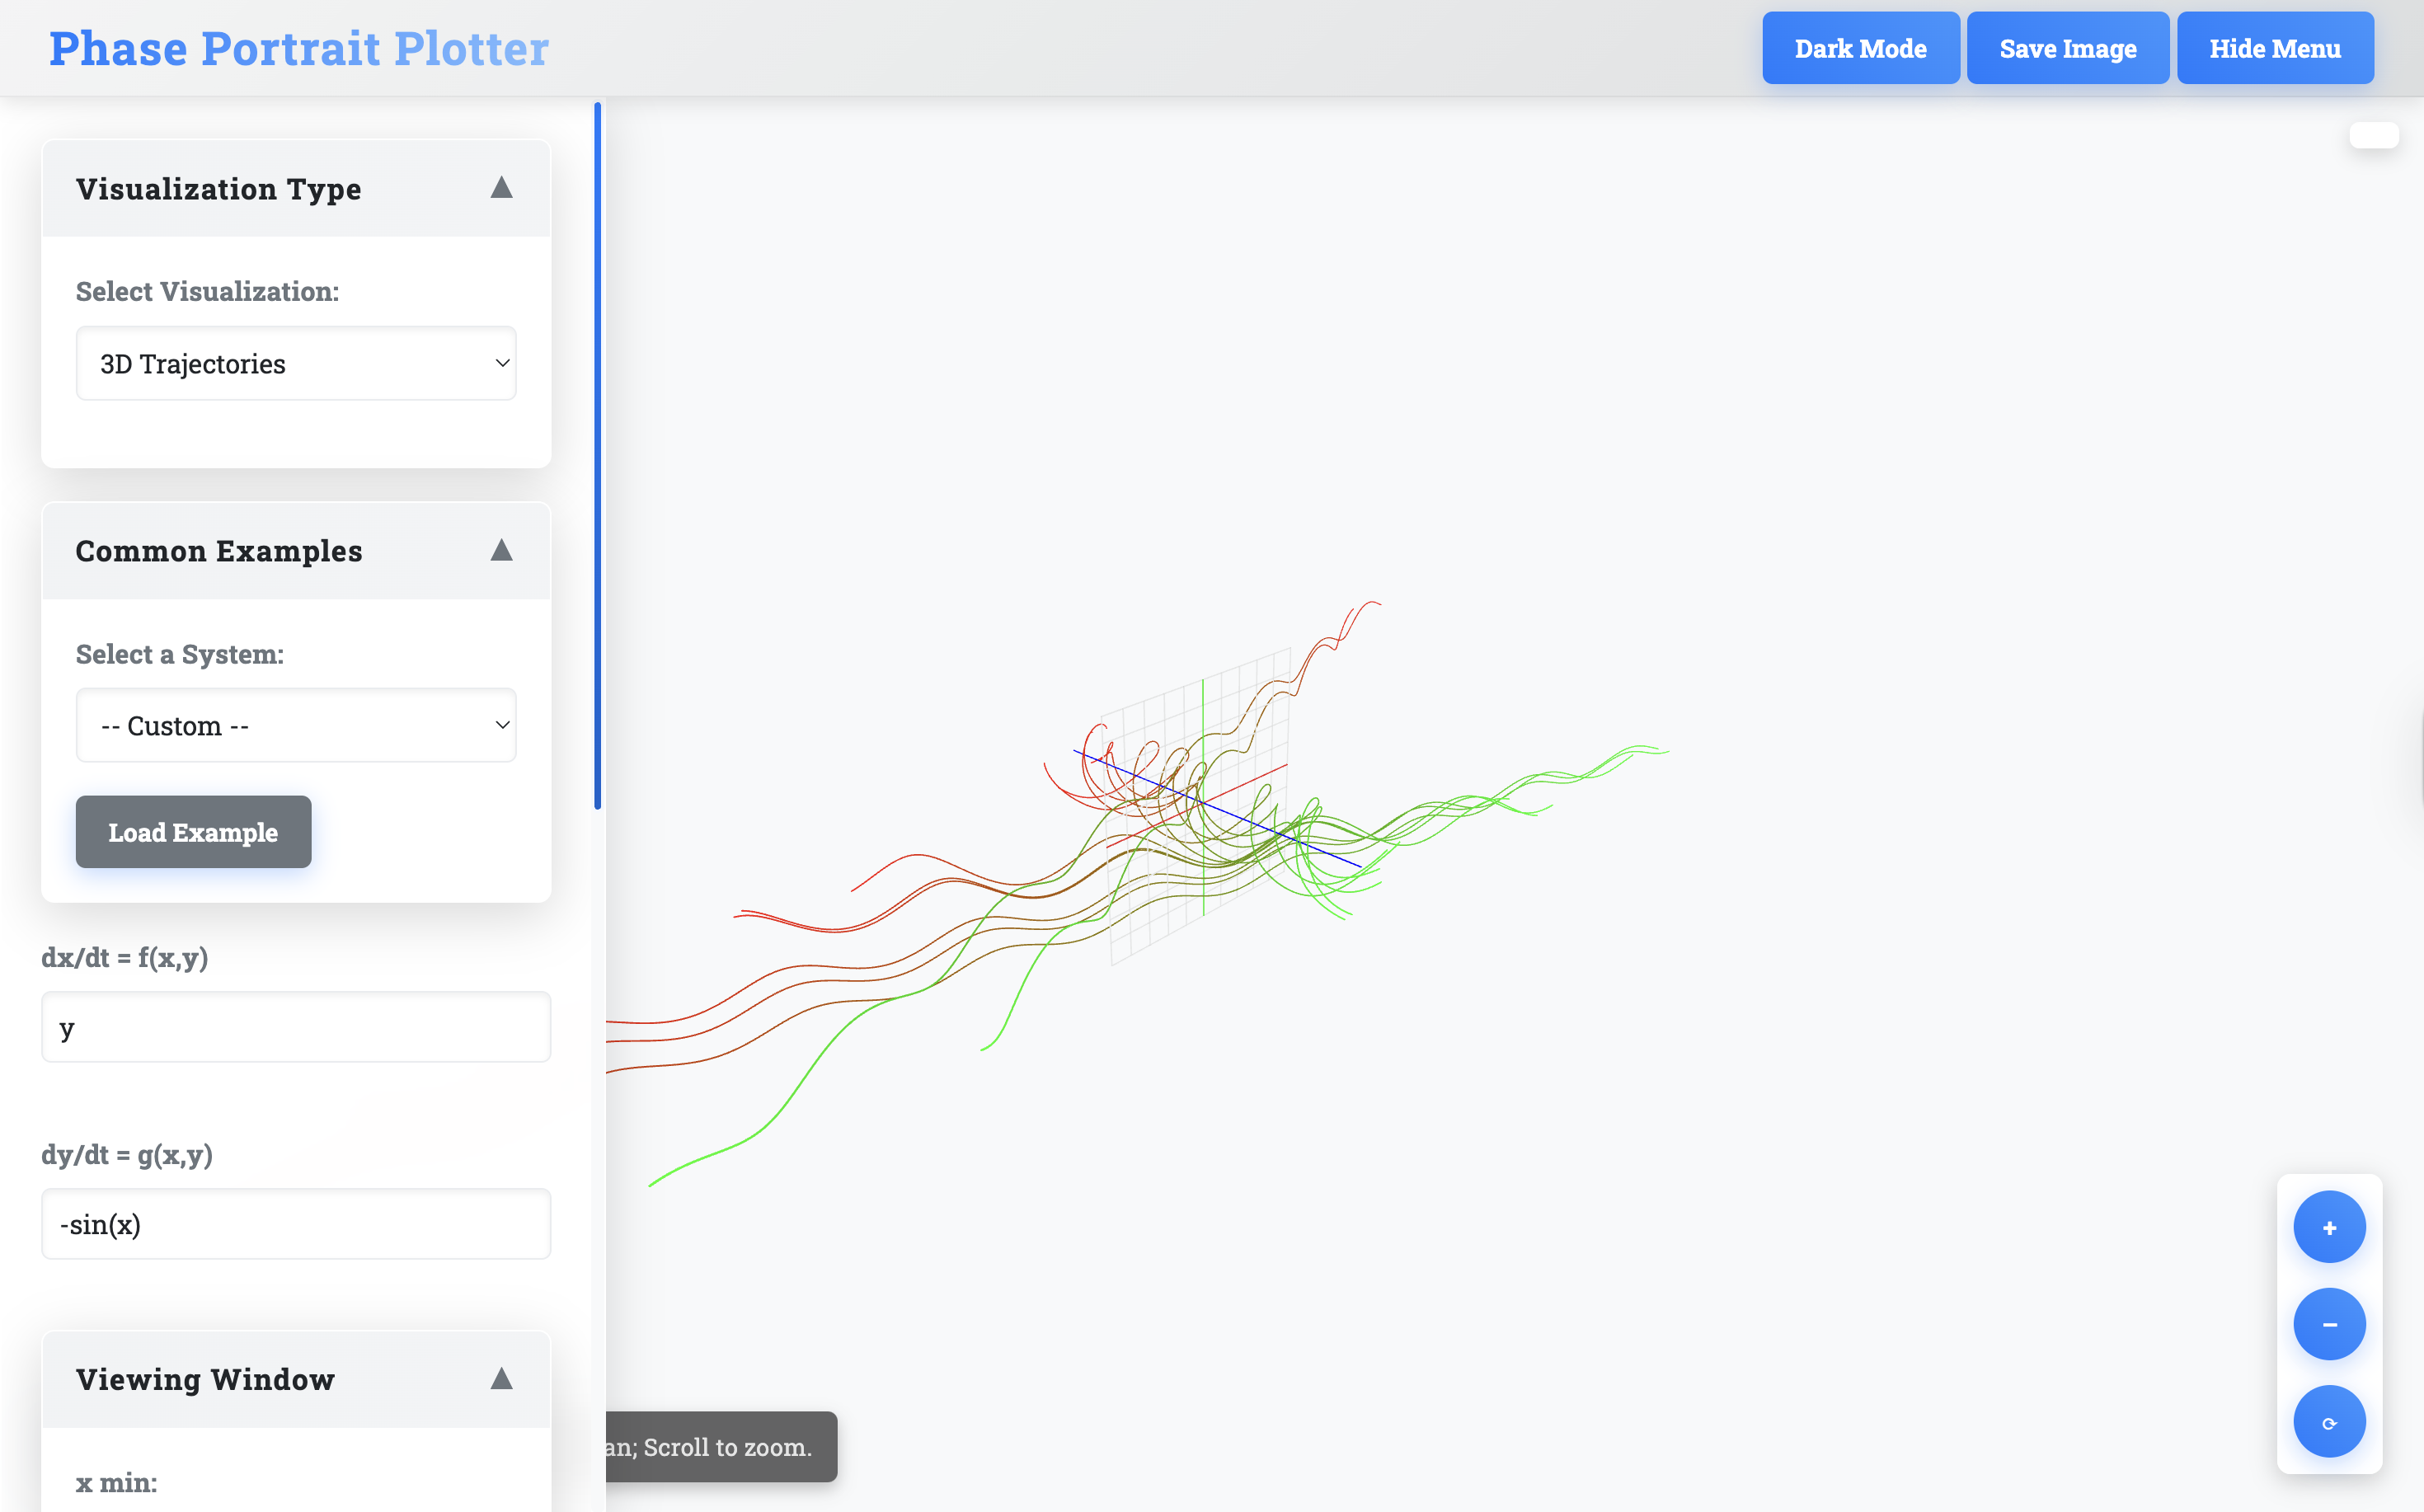 Phase Portrait Plotter
Dark Mode
Save Image
Hide Menu
Visualization Type
Select Visualization:
3D Trajectories
Common Examples
Select a System:
-- Custom --
Load Example
dx/dt = f(x,y)
y
dy/dt = g(x,y)
-sin(x)
Viewing Window
x min:
an; Scroll to zoom.
+
−
⟳